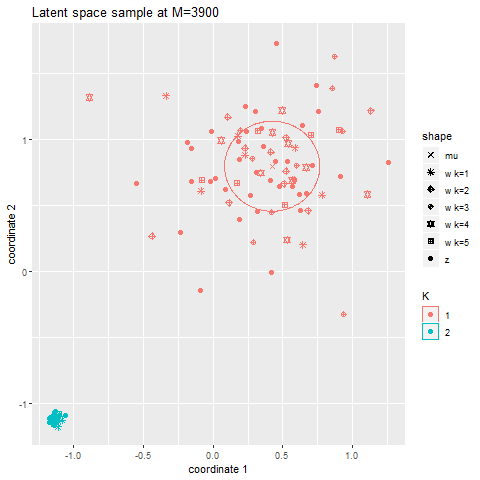 Latent space sample at M=3900
coordinate 2
1
0
-1
-1.0
-0.5
0.0
0.5
1.0
coordinate 1
shape
mu
w k=1
w k=2
w k=3
w k=4
w k=5
z
K
1
2